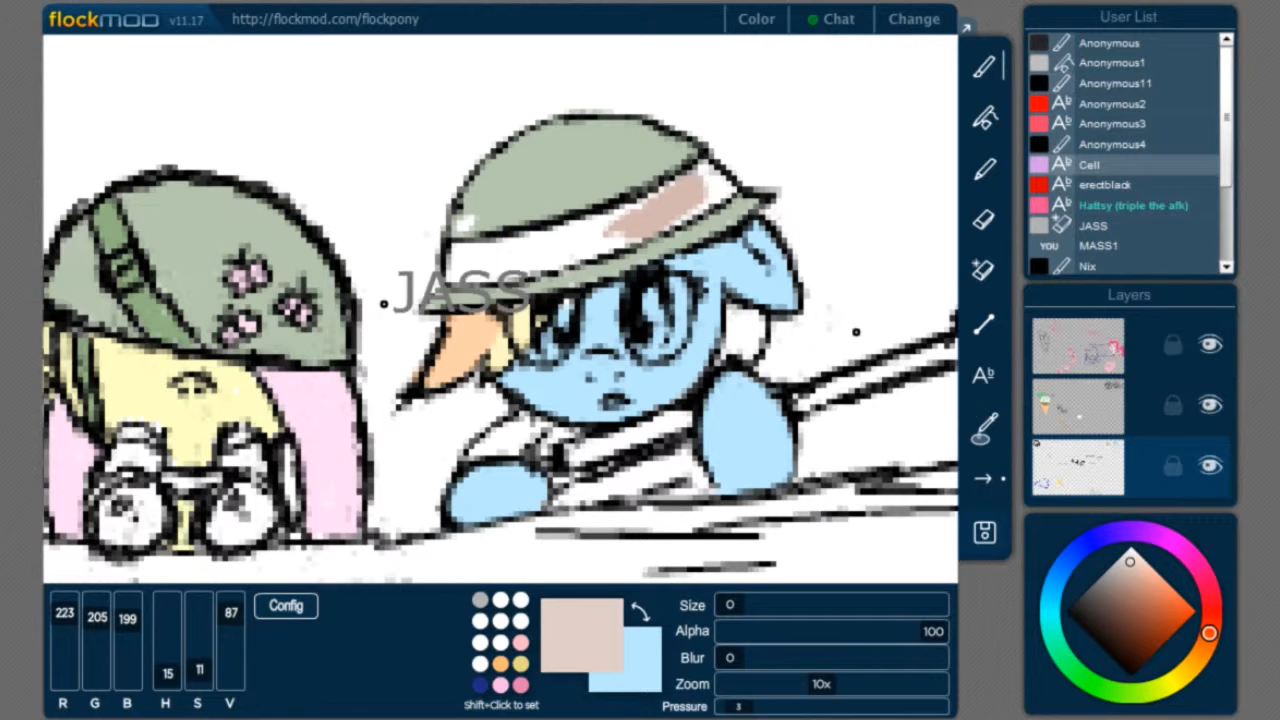 flockMOD v11.17 http://flockmod.com/flockpony Color Chat Change
User List
Anonymous
Anonymous1
Anonymous11
Anonymous2
Anonymous3
Anonymous4
Cell
erectblack
Hattsy (triple the afk)
JASS
YOU MASS1
Nix
JASS
Layers
Config
223 205 199 15 11 87
R G B H S V
Shift+Click to set
Size 0
Alpha 100
Blur 0
Zoom 10x
Pressure 3